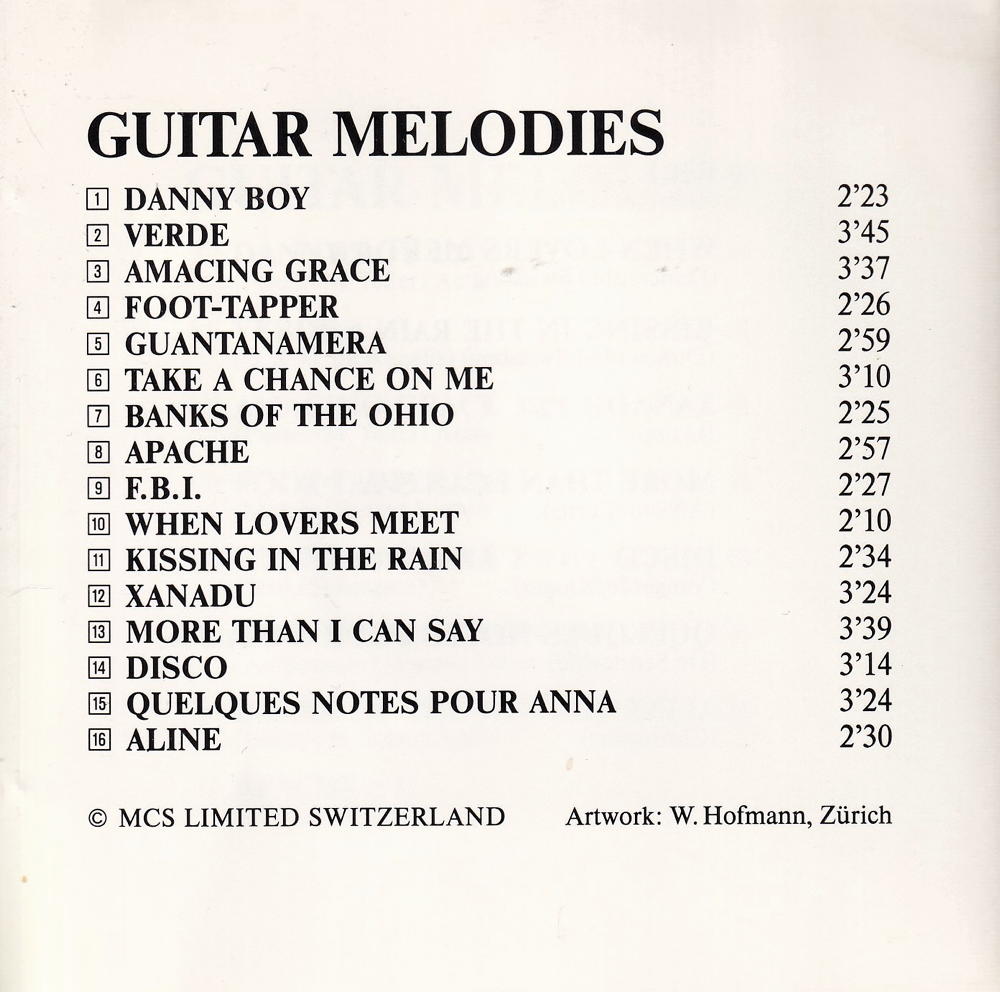 GUITAR MELODIES
1 DANNY BOY 2'23
2 VERDE 3'45
3 AMACING GRACE 3'37
4 FOOT-TAPPER 2'26
5 GUANTANAMERA 2'59
6 TAKE A CHANCE ON ME 3'10
7 BANKS OF THE OHIO 2'25
8 APACHE 2'57
9 F.B.I. 2'27
10 WHEN LOVERS MEET 2'10
11 KISSING IN THE RAIN 2'34
12 XANADU 3'24
13 MORE THAN I CAN SAY 3'39
14 DISCO 3'14
15 QUELQUES NOTES POUR ANNA 3'24
16 ALINE 2'30
© MCS LIMITED SWITZERLAND Artwork: W. Hofmann, Zürich